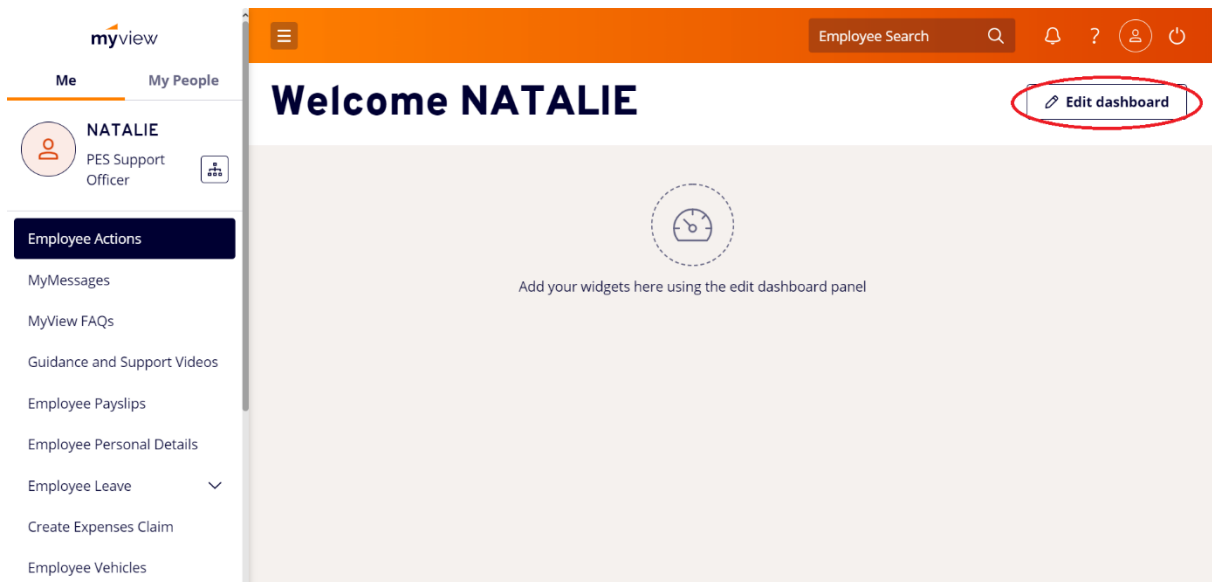 myview
Me
My People
NATALIE
PES Support
Officer
Employee Actions
MyMessages
MyView FAQs
Guidance and Support Videos
Employee Payslips
Employee Personal Details
Employee Leave
Create Expenses Claim
Employee Vehicles
Employee Search
?
Welcome NATALIE
Edit dashboard
Add your widgets here using the edit dashboard panel